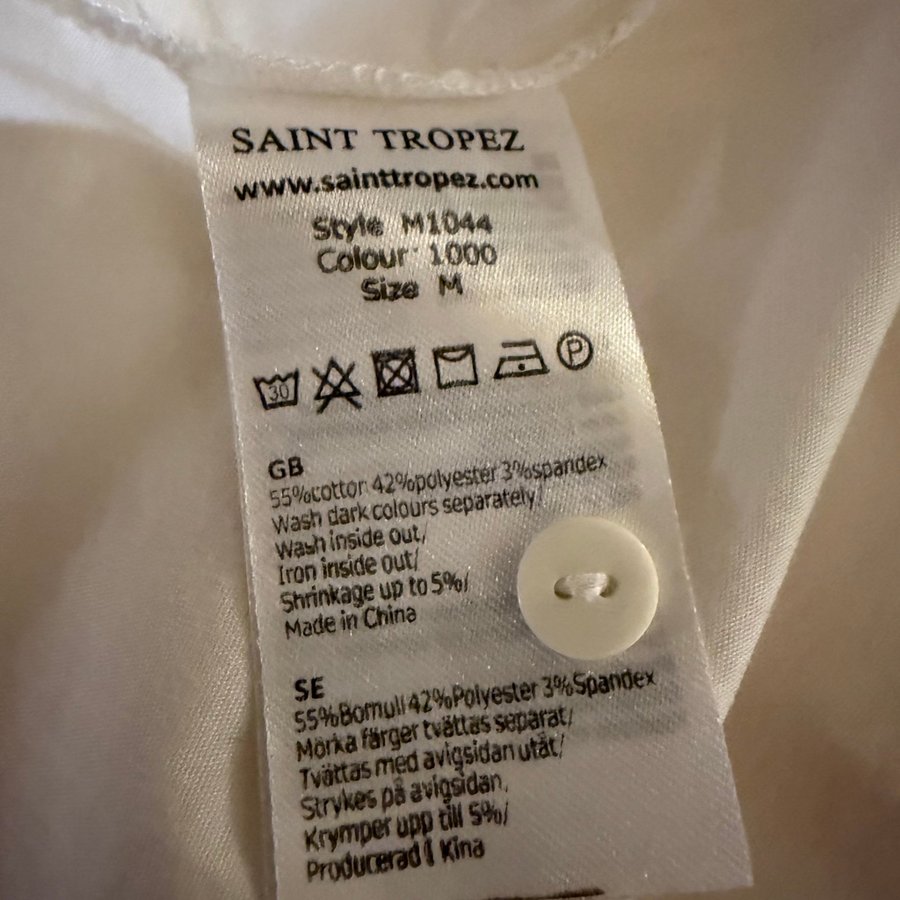 SAINT TROPEZ
www.sainttropez.com
Style M1044
Colour 1000
Size M
30 P
GB
55%cotton 42%polyester 3%spandex
Wash dark colours separately/
Wash inside out,/
Iron inside out/
Shrinkage up to 5%/
Made in China
SE
55%Bomull 42%Polyester 3%Spandex
Mörka färger tvättas separat/
Tvättas med avigsidan utåt/
Strykes på avigsidan,
Krymper upp till 5%/
Producerad i Kina